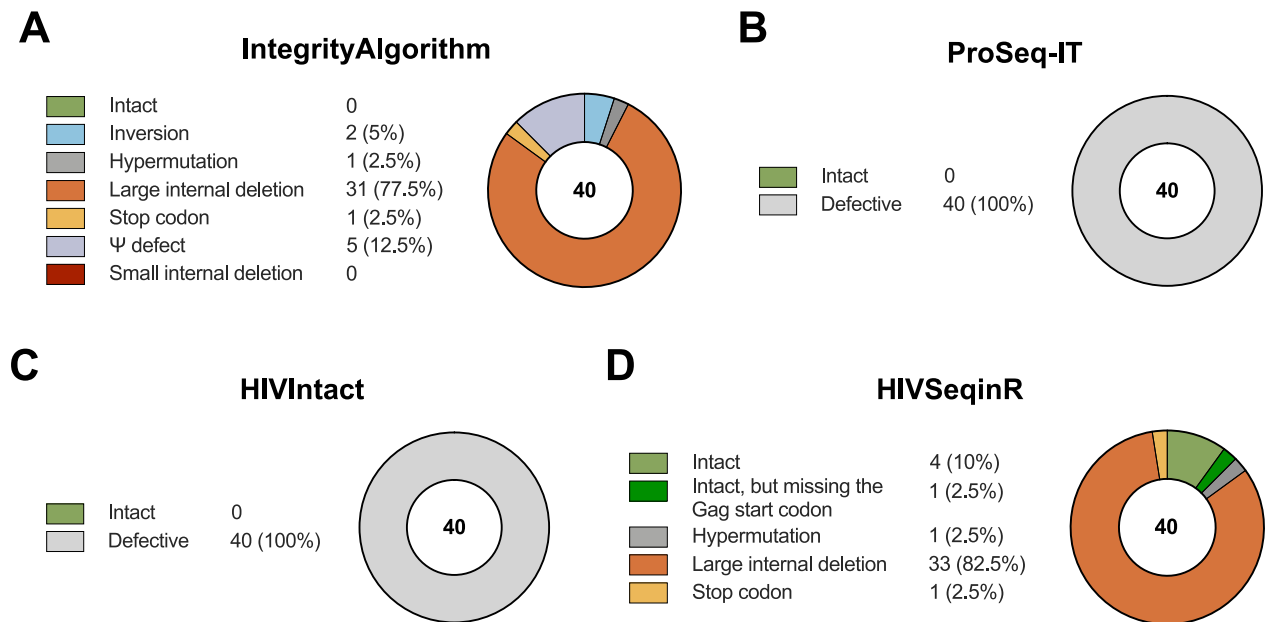 A
IntegrityAlgorithm
Intact 0
Inversion 2 (5%)
Hypermutation 1 (2.5%)
Large internal deletion 31 (77.5%)
Stop codon 1 (2.5%)
Ψ defect 5 (12.5%)
Small internal deletion 0
40
B
ProSeq-IT
Intact 0
Defective 40 (100%)
40
C
HIVIntact
Intact 0
Defective 40 (100%)
40
D
HIVSeqinR
Intact 4 (10%)
Intact, but missing the 1 (2.5%)
Gag start codon
Hypermutation 1 (2.5%)
Large internal deletion 33 (82.5%)
Stop codon 1 (2.5%)
40